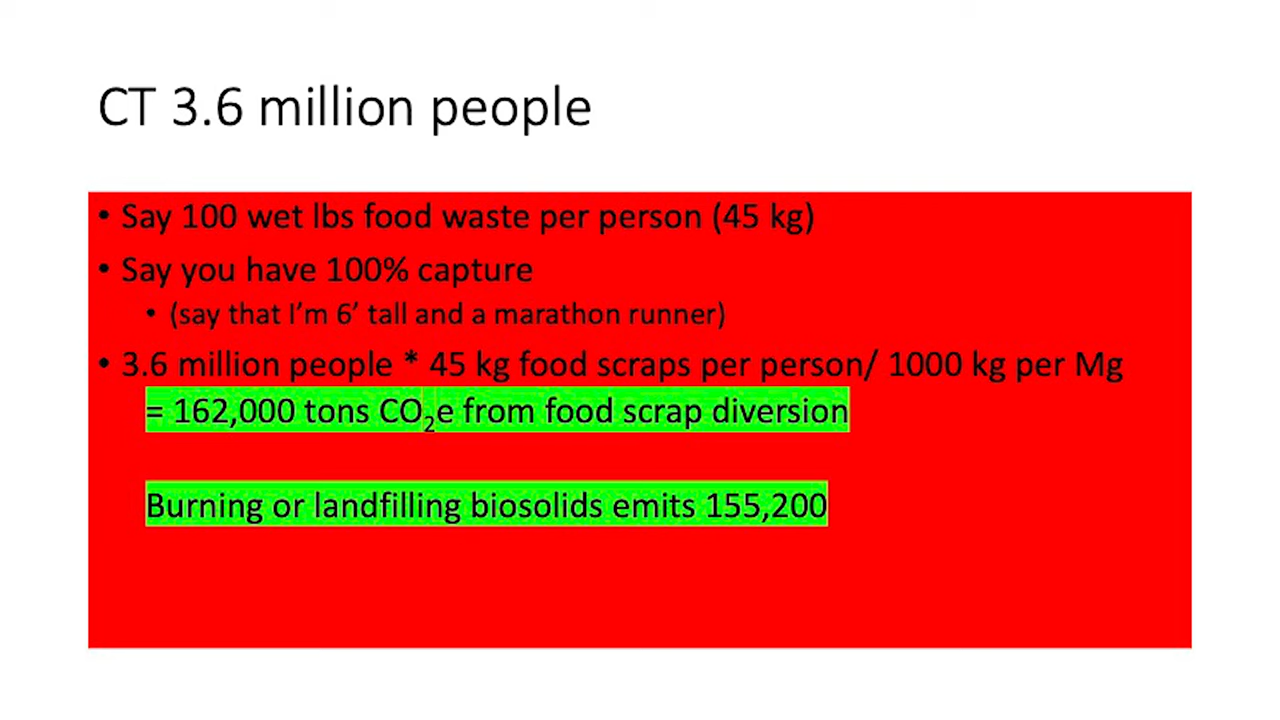 CT 3.6 million people
• Say 100 wet lbs food waste per person (45 kg)
• Say you have 100% capture
• (say that I’m 6’ tall and a marathon runner)
• 3.6 million people * 45 kg food scraps per person/ 1000 kg per Mg
= 162,000 tons CO₂e from food scrap diversion
Burning or landfilling biosolids emits 155,200